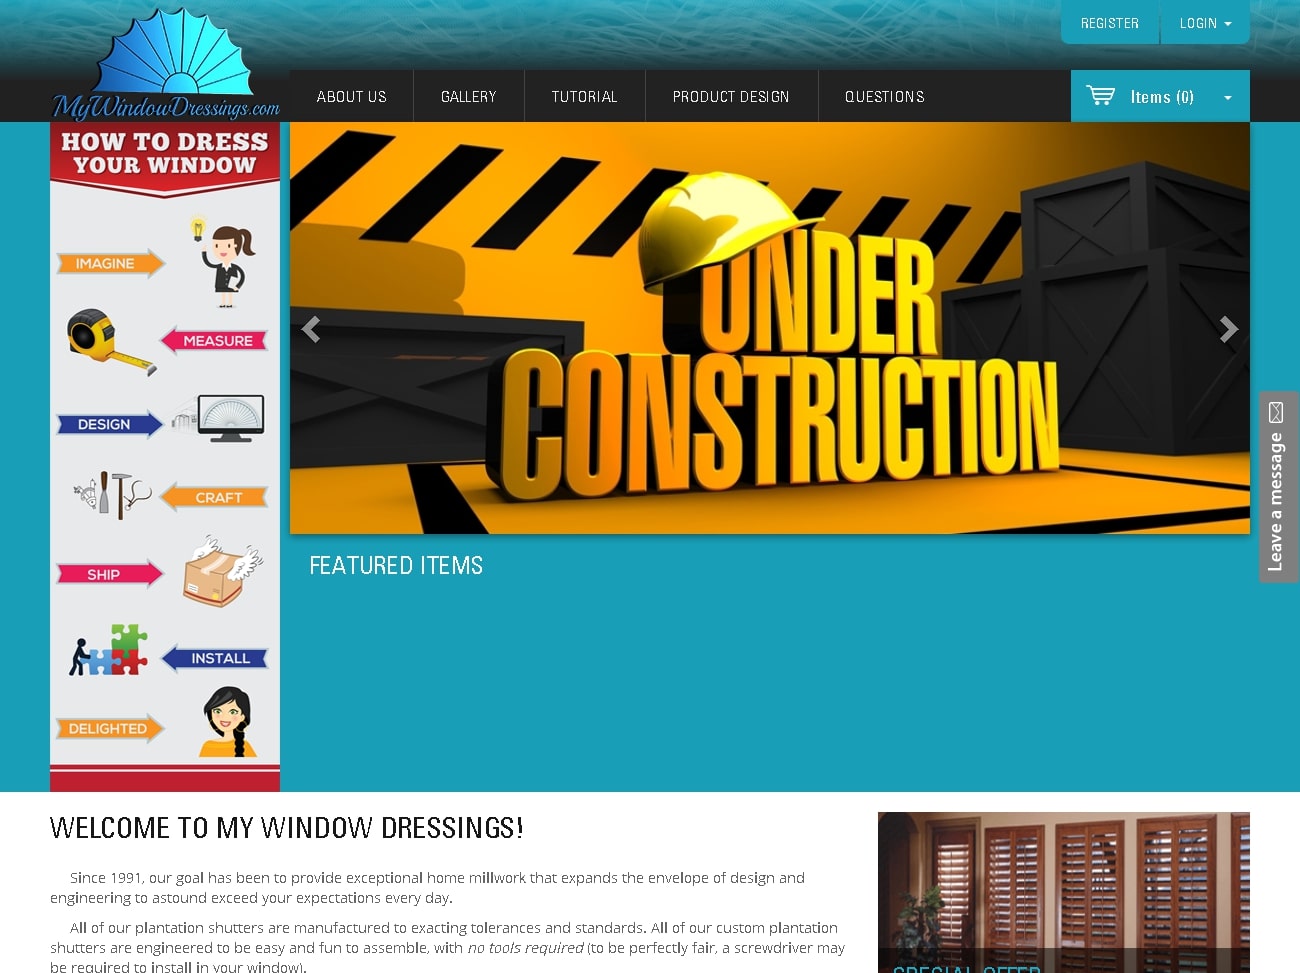 REGISTER
LOGIN
MyWindowDressings.com
ABOUT US
GALLERY
TUTORIAL
PRODUCT DESIGN
QUESTIONS
Items (0)
HOW TO DRESS
YOUR WINDOW
IMAGINE
MEASURE
DESIGN
CRAFT
SHIP
INSTALL
DELIGHTED
UNDER
CONSTRUCTION
Leave a message
FEATURED ITEMS
WELCOME TO MY WINDOW DRESSINGS!
Since 1991, our goal has been to provide exceptional home millwork that expands the envelope of design and
engineering to astound exceed your expectations every day.
All of our plantation shutters are manufactured to exacting tolerances and standards. All of our custom plantation
shutters are engineered to be easy and fun to assemble, with no tools required (to be perfectly fair, a screwdriver may
be required to install in your window).
SPECIAL OFFER